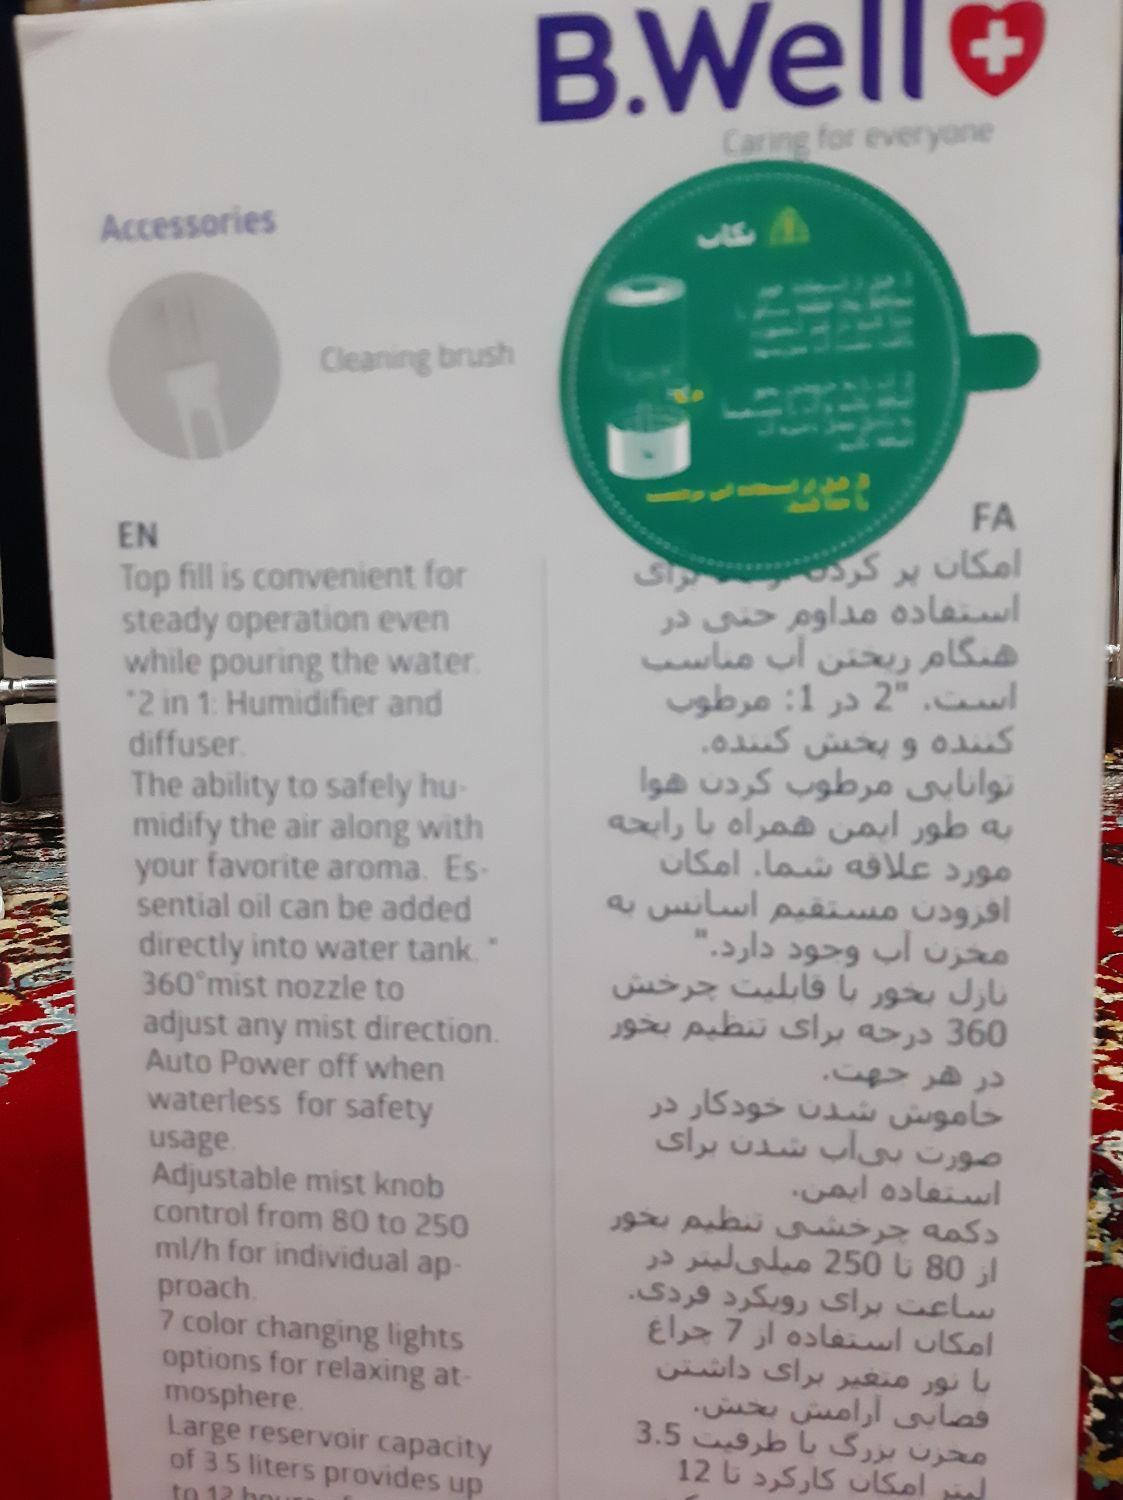 B.Well
Caring for everyone
Accessories
Cleaning brush
نکات
EN
Top fill is convenient for
steady operation even
while pouring the water.
"2 in 1: Humidifier and
diffuser.
The ability to safely hu-
midify the air along with
your favorite aroma. Es-
sential oil can be added
directly into water tank. "
360°mist nozzle to
adjust any mist direction.
Auto Power off when
waterless for safety
usage.
Adjustable mist knob
control from 80 to 250
ml/h for individual ap-
proach.
7 color changing lights
options for relaxing at-
mosphere.
Large reservoir capacity
of 3.5 liters provides up
to 12
FA
امکان پر کردن برای
استفاده مداوم حتی در
هنگام ریختن آب مناسب
است. "2 در 1: مرطوب
کننده و پخش کننده.
توانایی مرطوب کردن هوا
به طور ایمن همراه با رایحه
مورد علاقه شما. امکان
افزودن مستقیم اسانس به
مخزن آب وجود دارد."
نازل بخور با قابلیت چرخش
360 درجه برای تنظیم بخور
در هر جهت.
خاموش شدن خودکار در
صورت بی‌آب شدن برای
استفاده ایمن.
دکمه چرخشی تنظیم بخور
از 80 تا 250 میلی‌لیتر در
ساعت برای رویکرد فردی.
امکان استفاده از 7 چراغ
با نور متغیر برای داشتن
فضایی آرامش بخش.
مخزن بزرگ با ظرفیت 3.5
لیتر امکان کارکرد تا 12